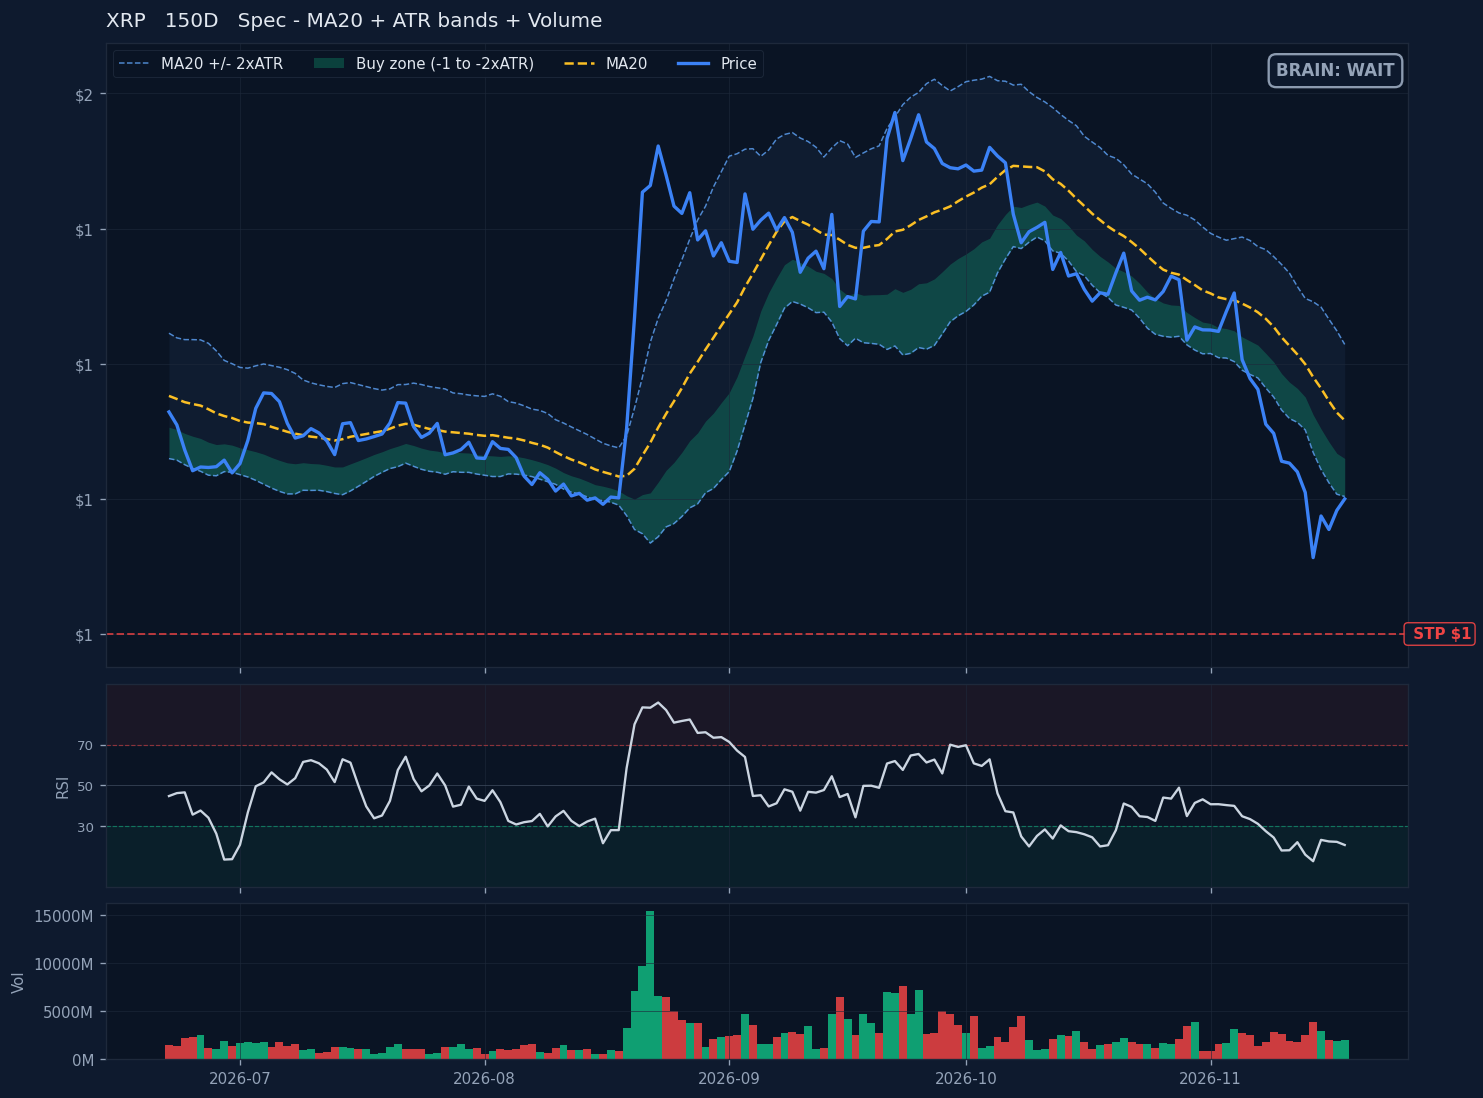 XRP   150D   Spec - MA20 + ATR bands + Volume
MA20 +/- 2xATR   Buy zone (-1 to -2xATR)   MA20   Price
BRAIN: WAIT
$2
$1
$1
$1
$1
STP $1
RSI
70
50
30
Vol
15000M
10000M
5000M
0M
2026-07   2026-08   2026-09   2026-10   2026-11